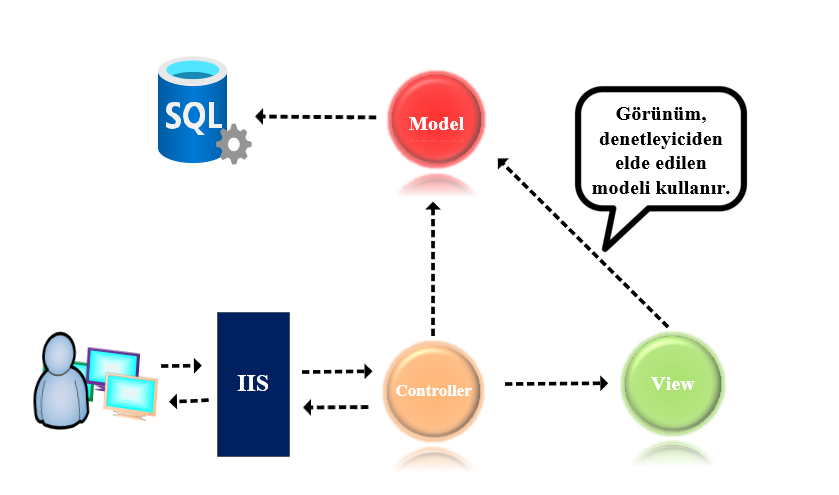 SQL
Model
Görünüm,
denetleyiciden
elde edilen
modeli kullanır.
IIS
Controller
View